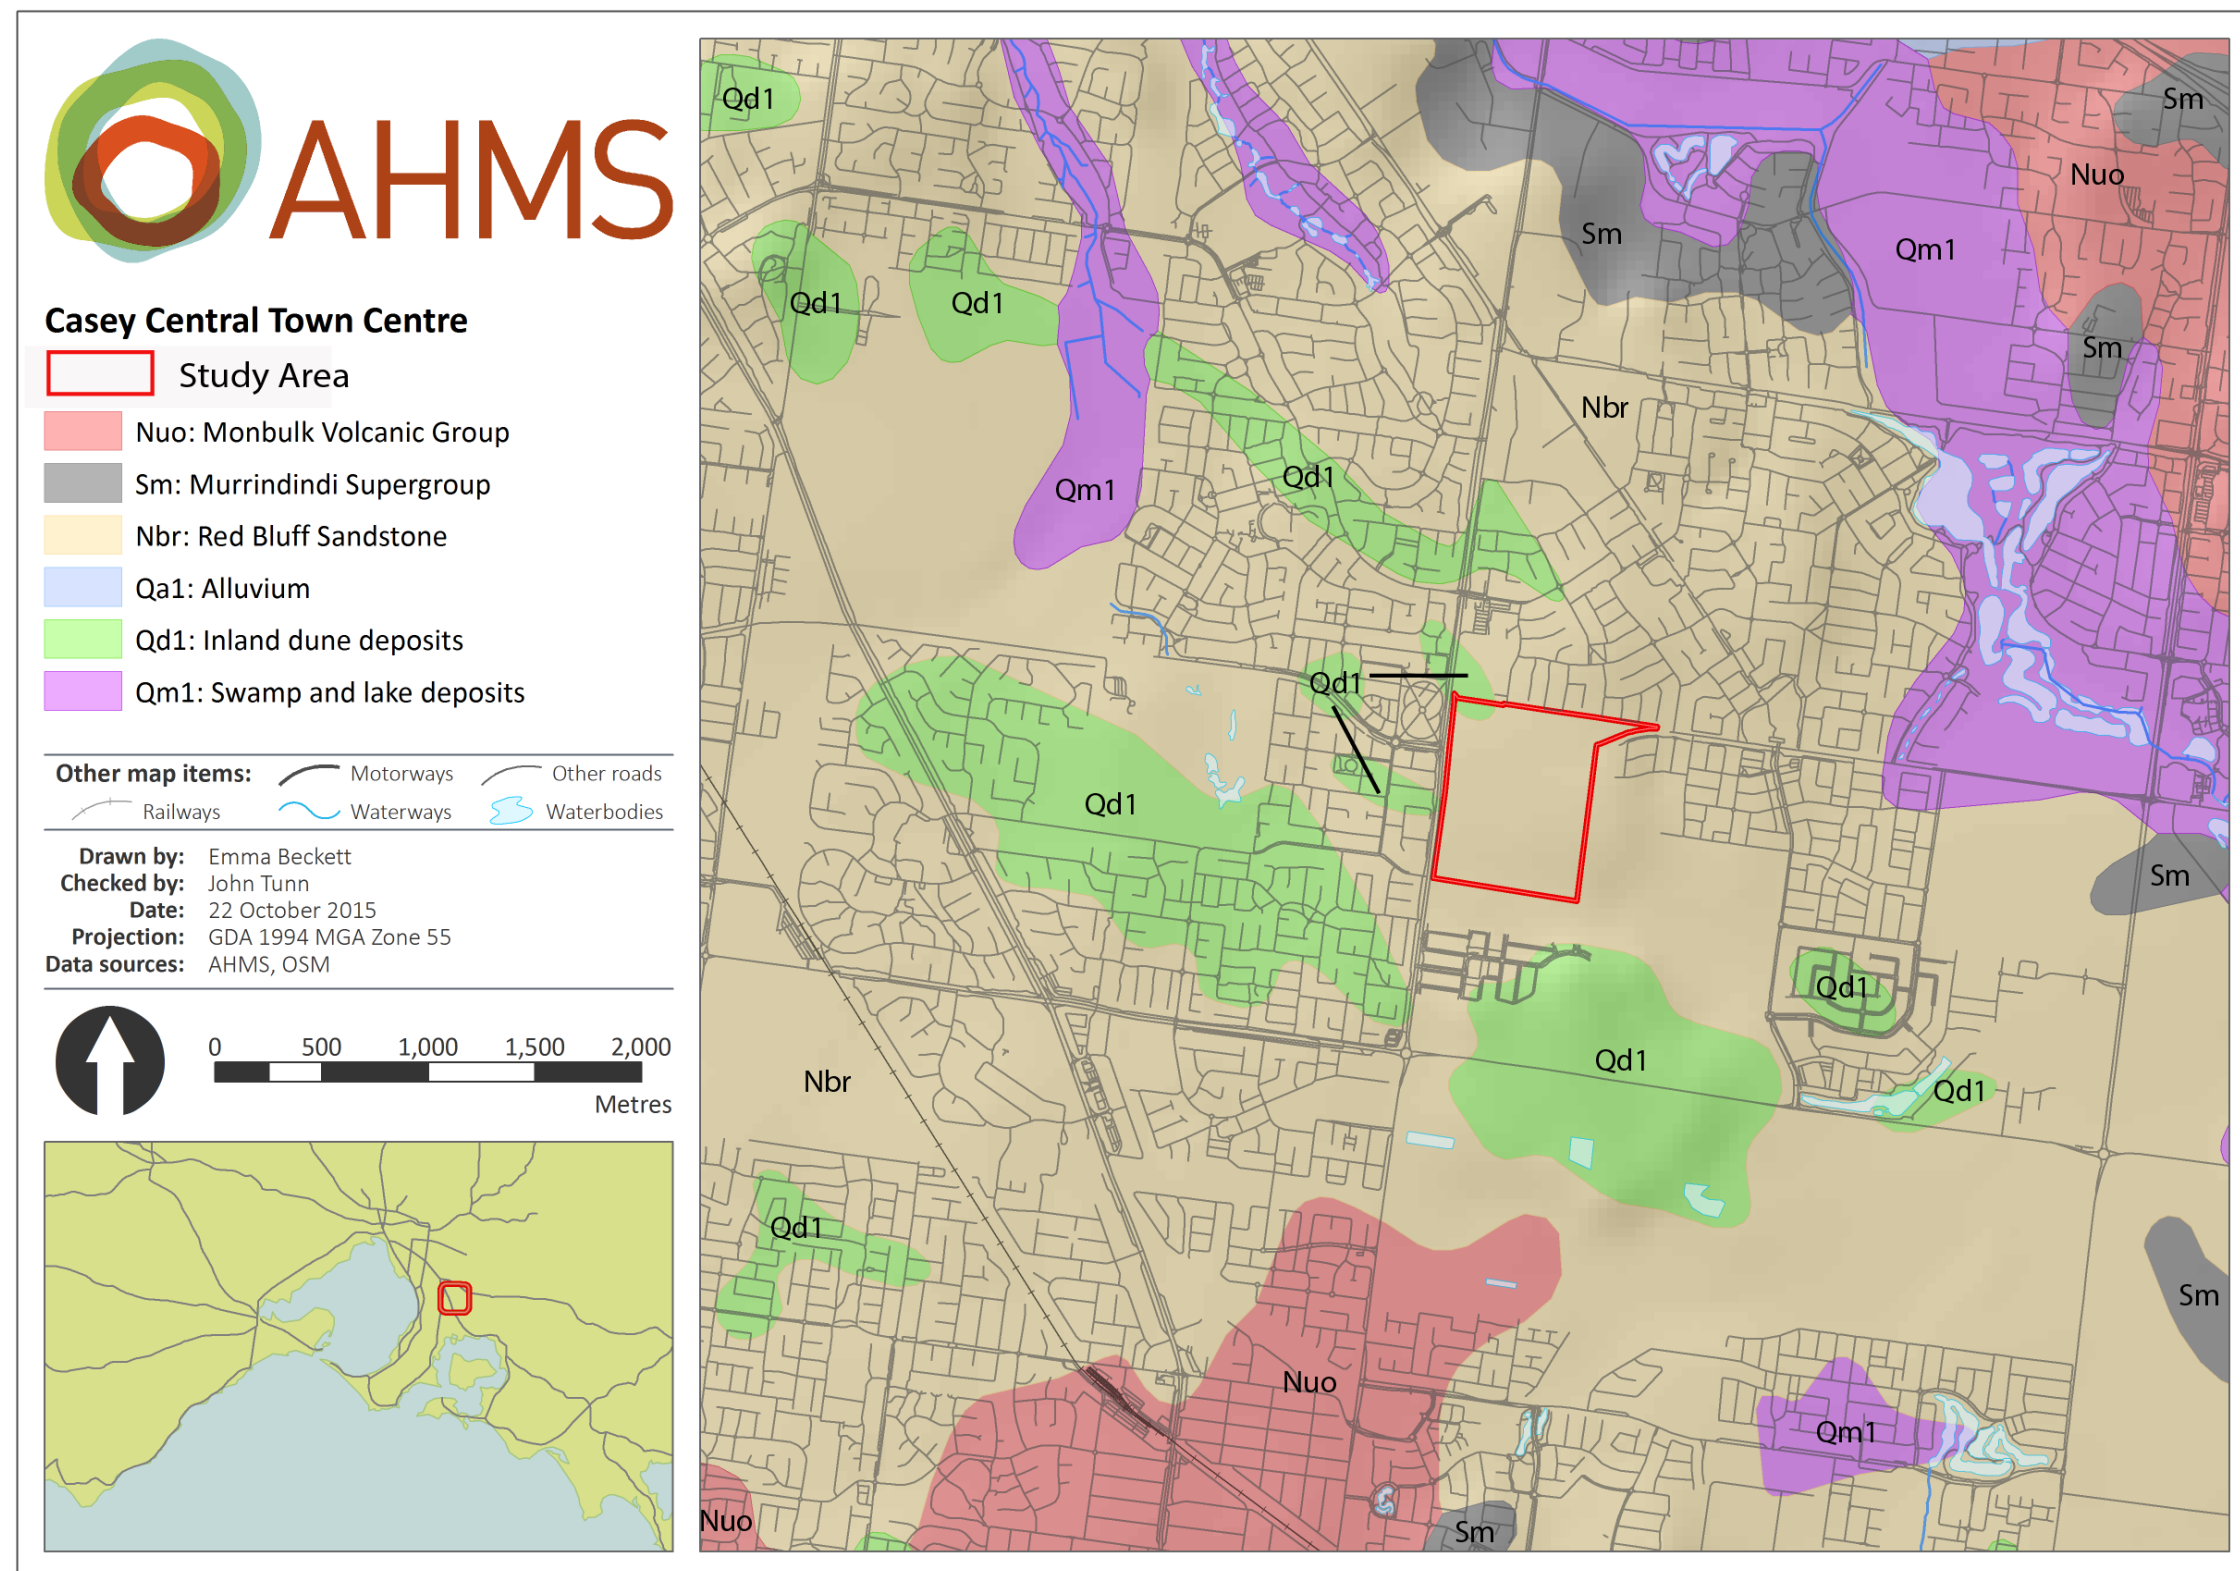 AHMS
Casey Central Town Centre
Study Area
Nuo: Monbulk Volcanic Group
Sm: Murrindindi Supergroup
Nbr: Red Bluff Sandstone
Qa1: Alluvium
Qd1: Inland dune deposits
Qm1: Swamp and lake deposits
Other map items: Motorways Other roads
Railways Waterways Waterbodies
Drawn by: Emma Beckett
Checked by: John Tunn
Date: 22 October 2015
Projection: GDA 1994 MGA Zone 55
Data sources: AHMS, OSM
0 500 1,000 1,500 2,000
Metres
Qd1
Sm
Nuo
Sm
Qm1
Qd1
Qd1
Sm
Nbr
Qd1
Qm1
Qd1
Qd1
Sm
Qd1
Qd1
Nbr
Qd1
Qd1
Sm
Nuo
Qm1
Nuo
Sm